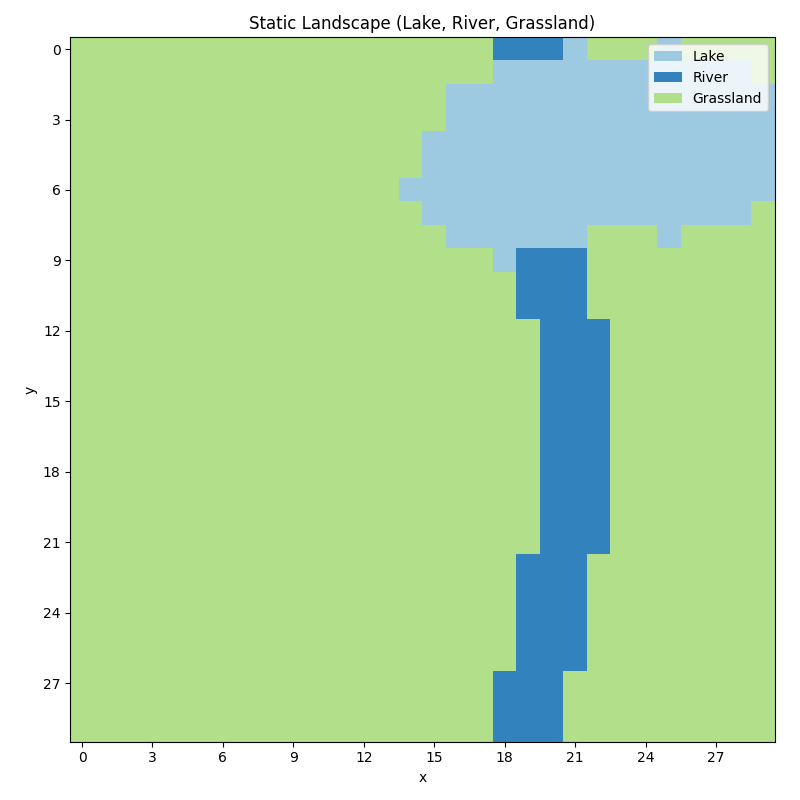 Static Landscape (Lake, River, Grassland)
Lake
River
Grassland
0
3
6
9
12
15
18
21
24
27
y
0 3 6 9 12 15 18 21 24 27
x